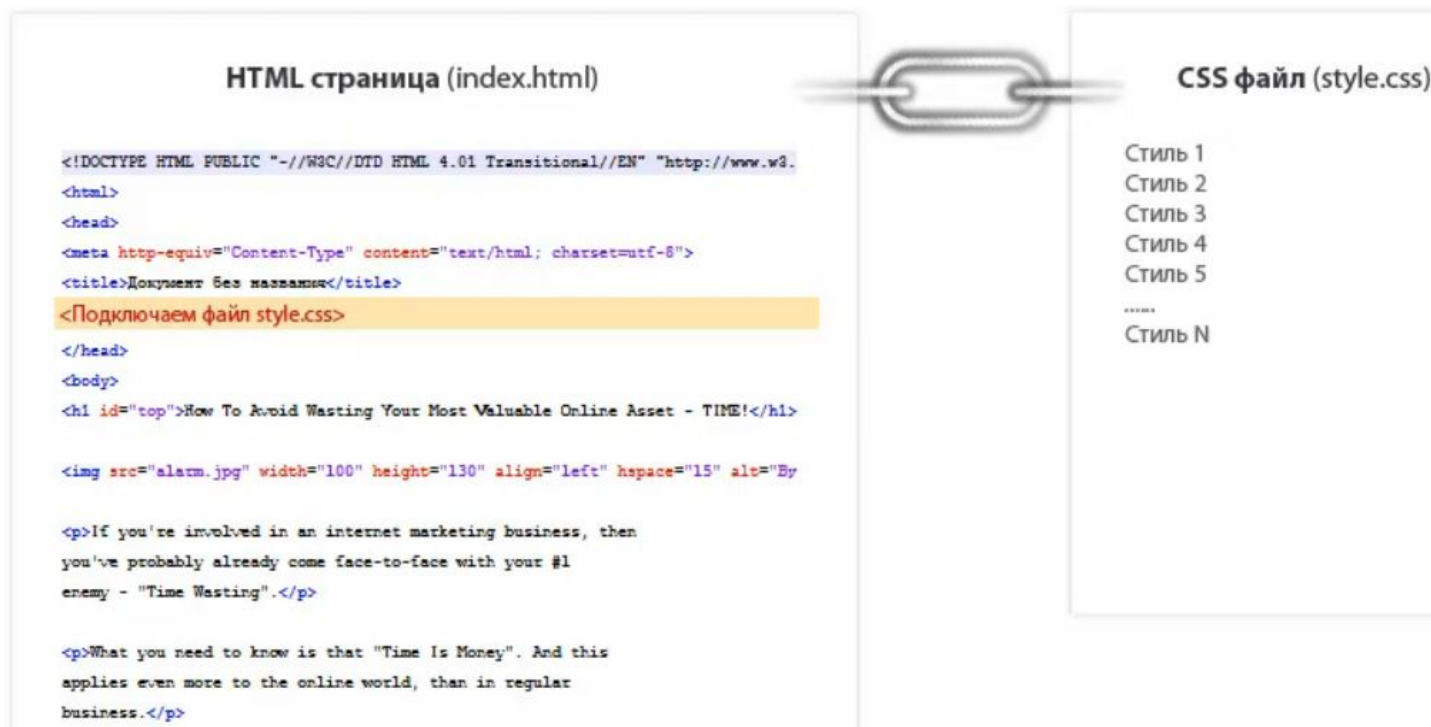 HTML страница (index.html)
<!DOCTYPE HTML PUBLIC "-//W3C//DTD HTML 4.01 Transitional//EN" "http://www.w3.
<html>
<head>
<meta http-equiv="Content-Type" content="text/html; charset=utf-8">
<title>Документ без названия</title>
<Подключаем файл style.css>
</head>
<body>
<h1 id="top">How To Avoid Wasting Your Most Valuable Online Asset - TIME!</h1>
<img src="alarm.jpg" width="100" height="130" align="left" hspace="15" alt="By
<p>If you're involved in an internet marketing business, then
you've probably already come face-to-face with your #1
enemy - "Time Wasting".</p>
<p>What you need to know is that "Time Is Money". And this
applies even more to the online world, than in regular
business.</p>
CSS файл (style.css)
Стиль 1
Стиль 2
Стиль 3
Стиль 4
Стиль 5
......
Стиль N